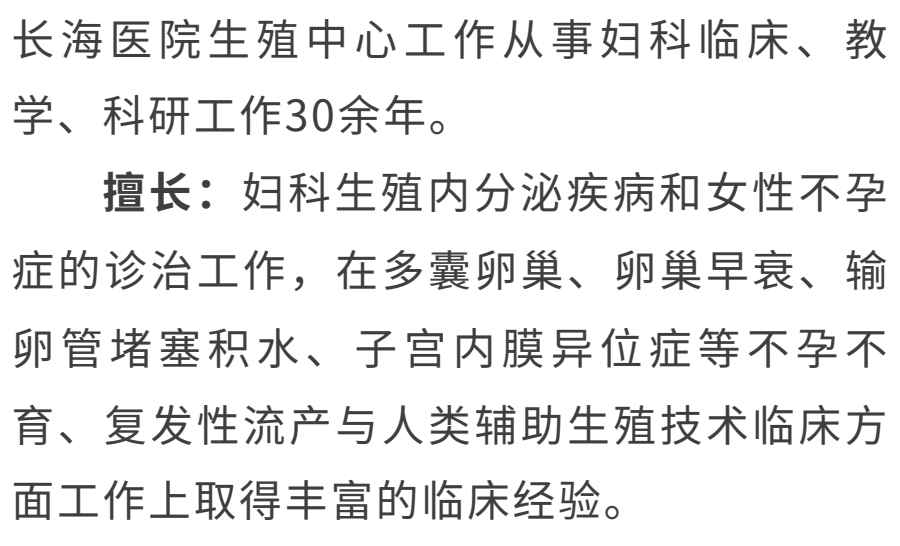 长海医院生殖中心工作从事妇科临床、教
学、科研工作30余年。
擅长：妇科生殖内分泌疾病和女性不孕
症的诊治工作，在多囊卵巢、卵巢早衰、输
卵管堵塞积水、子宫内膜异位症等不孕不
育、复发性流产与人类辅助生殖技术临床方
面工作上取得丰富的临床经验。